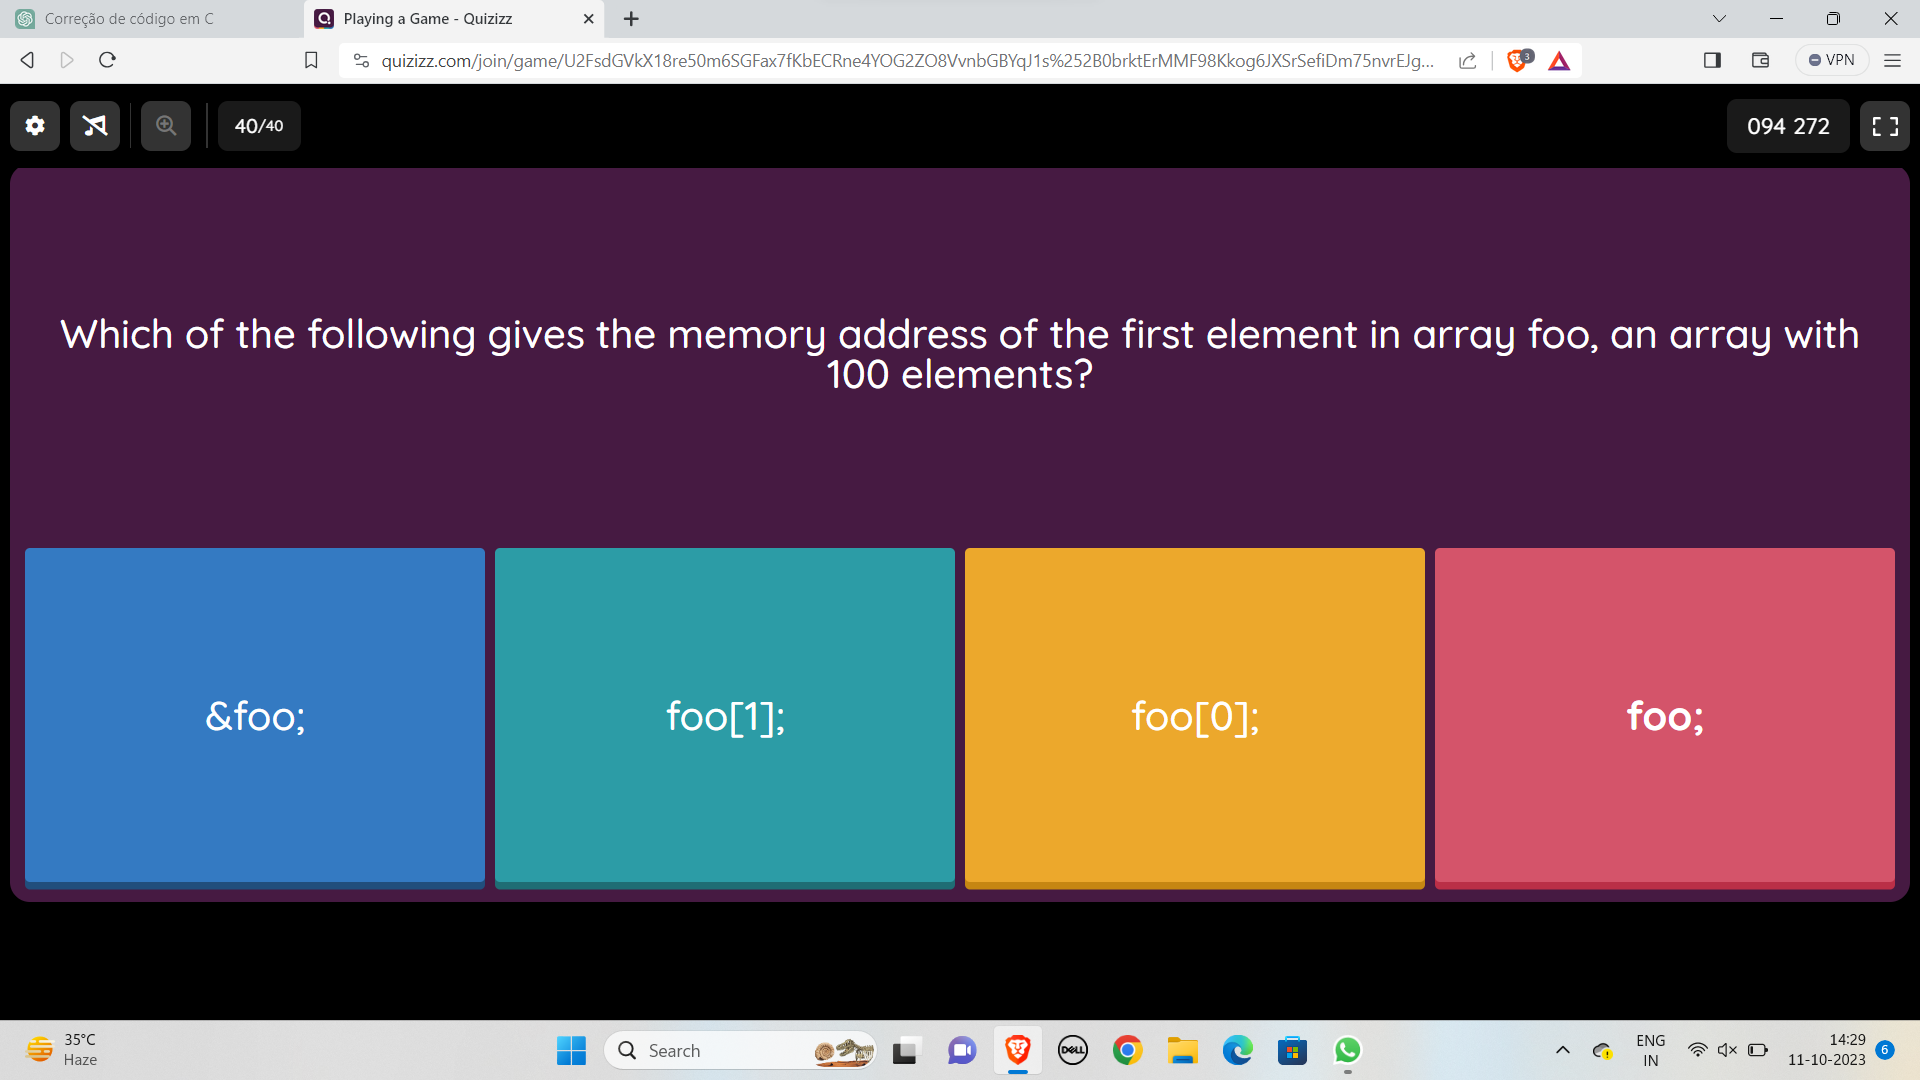 Correção de código em C
Playing a Game - Quizizz
quizizz.com/join/game/U2FsdGVkX18re50m6SGFax7fKbECRne4YOG2ZO8VvnbGBYqJ1s%252B0brktErMMF98Kkog6JXSrSefiDm75nvrEJg...
3
VPN
40/40
094 272
Which of the following gives the memory address of the first element in array foo, an array with
100 elements?
&foo;
foo[1];
foo[0];
foo;
35°C
Haze
Search
DELL
ENG
IN
14:29
11-10-2023
6